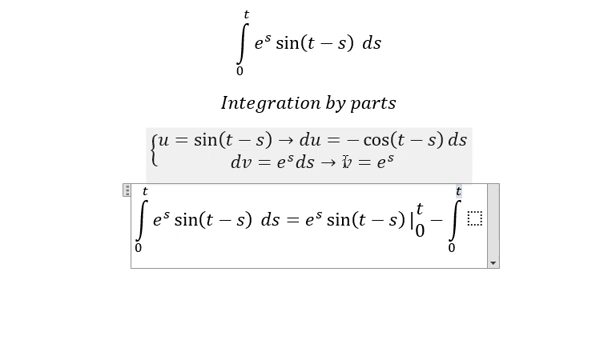 ∫₀ᵗ eˢ sin(t − s) ds
Integration by parts
{u = sin(t − s) → du = − cos(t − s) ds
dv = eˢds → v = eˢ
∫₀ᵗ eˢ sin(t − s) ds = eˢ sin(t − s) |₀ᵗ − ∫₀ᵗ